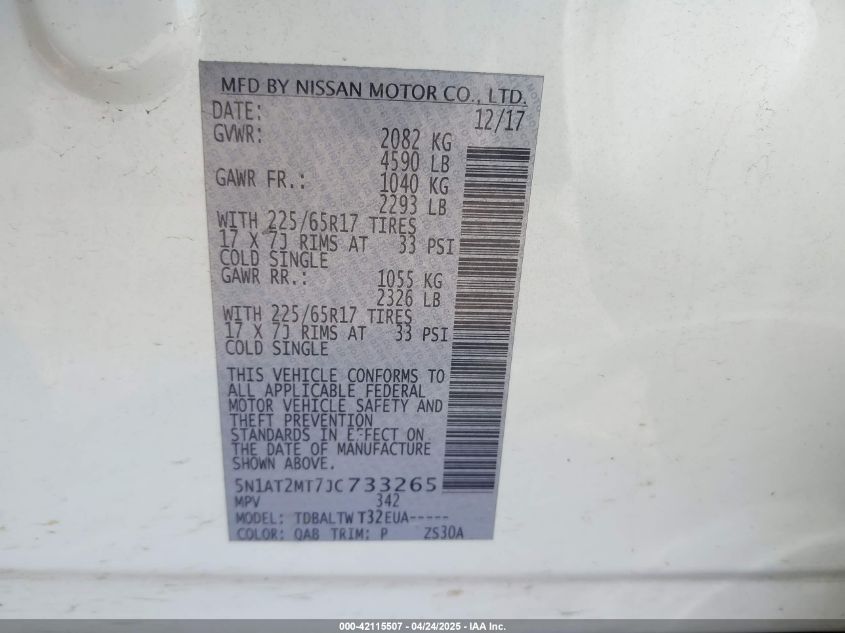 MFD BY NISSAN MOTOR CO., LTD.
DATE: 12/17
GVWR: 2082 KG
4590 LB
GAWR FR.: 1040 KG
2293 LB
WITH 225/65R17 TIRES
17 X 7J RIMS AT 33 PSI
COLD SINGLE
GAWR RR.: 1055 KG
2326 LB
WITH 225/65R17 TIRES
17 X 7J RIMS AT 33 PSI
COLD SINGLE
THIS VEHICLE CONFORMS TO
ALL APPLICABLE FEDERAL
MOTOR VEHICLE SAFETY AND
THEFT PREVENTION
STANDARDS IN EFFECT ON
THE DATE OF MANUFACTURE
SHOWN ABOVE.
5N1AT2MT7JC733265
MPV 342
MODEL: TDBALTW T32EUA-----
COLOR: QAB TRIM: P ZS30A
000-42115507 - 04/24/2025 - IAA Inc.